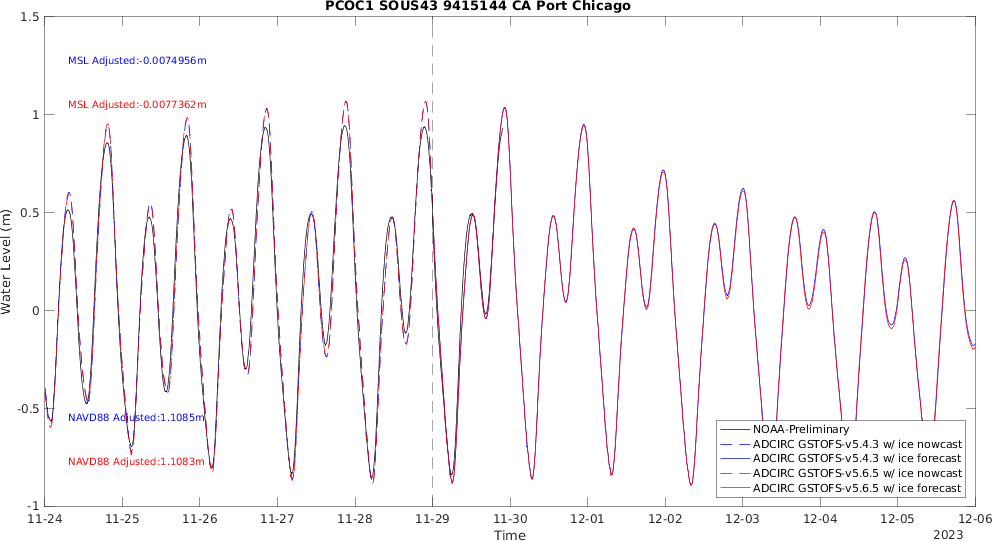 PCOC1 SOUS43 9415144 CA Port Chicago
1.5
1
0.5
0
-0.5
-1
Water Level (m)
MSL Adjusted:-0.0074956m
MSL Adjusted:-0.0077362m
NAVD88 Adjusted:1.1085m
NAVD88 Adjusted:1.1083m
NOAA-Preliminary
ADCIRC GSTOFS-v5.4.3 w/ ice nowcast
ADCIRC GSTOFS-v5.4.3 w/ ice forecast
ADCIRC GSTOFS-v5.6.5 w/ ice nowcast
ADCIRC GSTOFS-v5.6.5 w/ ice forecast
11-24 11-25 11-26 11-27 11-28 11-29 11-30 12-01 12-02 12-03 12-04 12-05 12-06
Time
2023